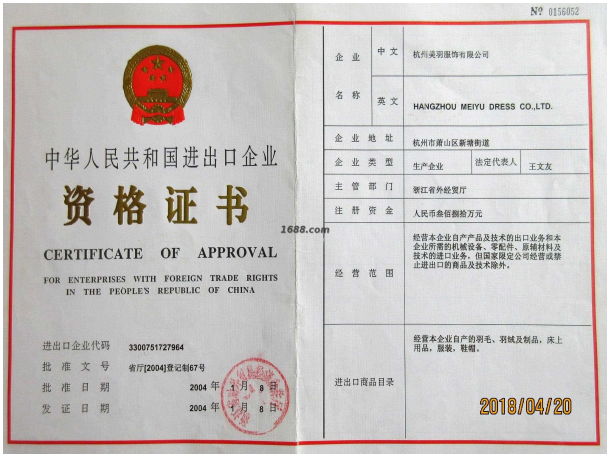 № 0156052
中华人民共和国进出口企业
资格证书
CERTIFICATE OF APPROVAL
FOR ENTERPRISES WITH FOREIGN TRADE RIGHTS
IN THE PEOPLE'S REPUBLIC OF CHINA
进出口企业代码 3300751727964
批准文号 省厅[2004]登记制67号
批准日期 2004 年 1 月 8 日
发证日期 2004 年 1 月 8 日
1688.com
企业名称 中文 杭州美羽服饰有限公司
英文 HANGZHOU MEIYU DRESS CO.,LTD.
企业地址 杭州市萧山区新塘街道
企业类型 生产企业 法定代表人 王文友
主管部门 浙江省外经贸厅
注册资金 人民币叁佰捌拾万元
经营范围
经营本企业自产产品及技术的出口业务和本
企业所需的机械设备、零配件、原辅材料及
技术的进口业务,但国家限定公司经营或禁
止进出口的商品及技术除外。
进出口商品目录
经营本企业自产的羽毛、羽绒及制品,床上
用品,服装,鞋帽。
2018/04/20